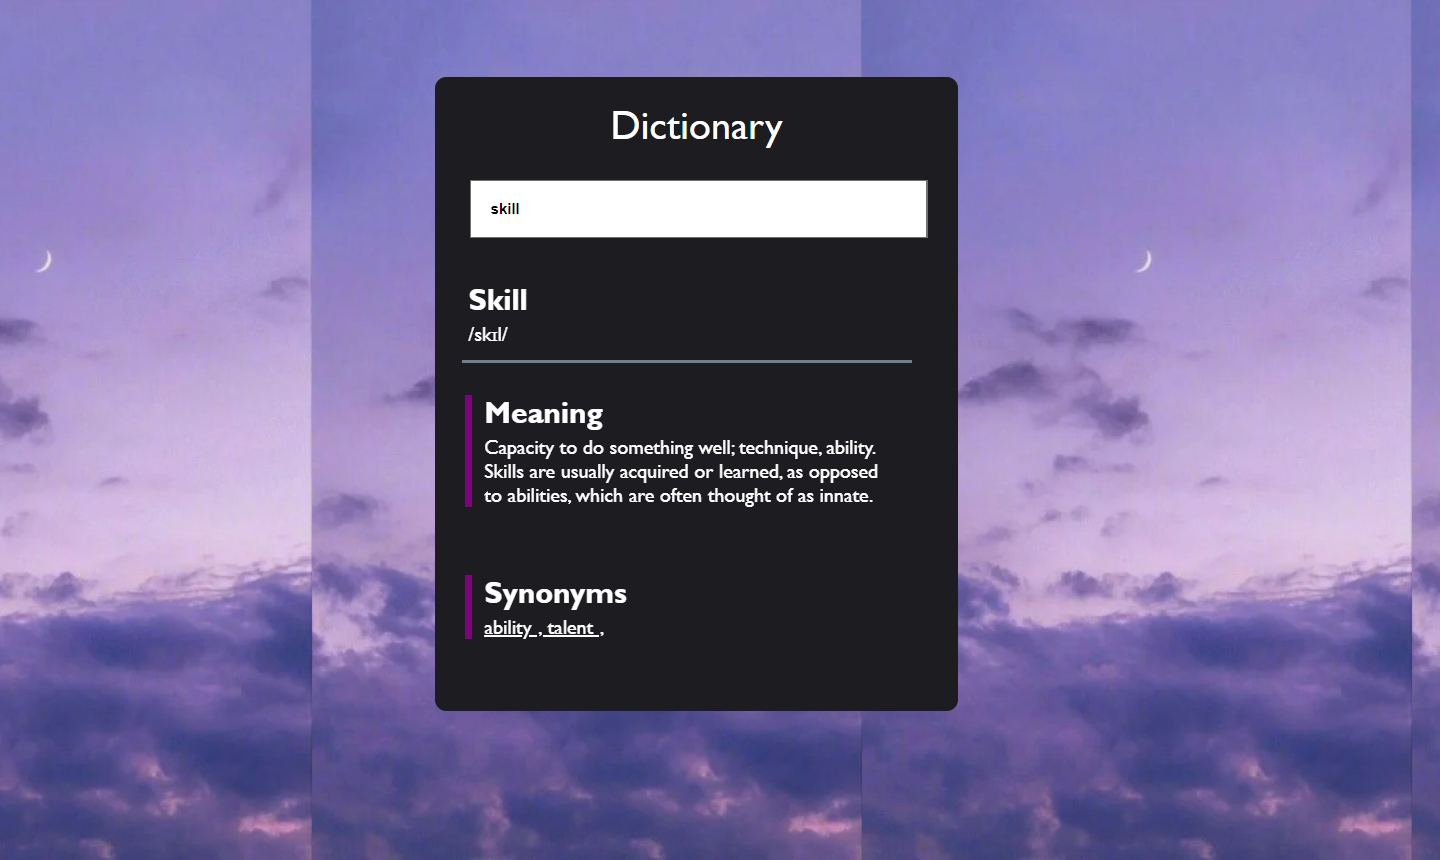 Dictionary
skill
Skill
/skɪl/
Meaning
Capacity to do something well; technique, ability.
Skills are usually acquired or learned, as opposed
to abilities, which are often thought of as innate.
Synonyms
ability , talent ,